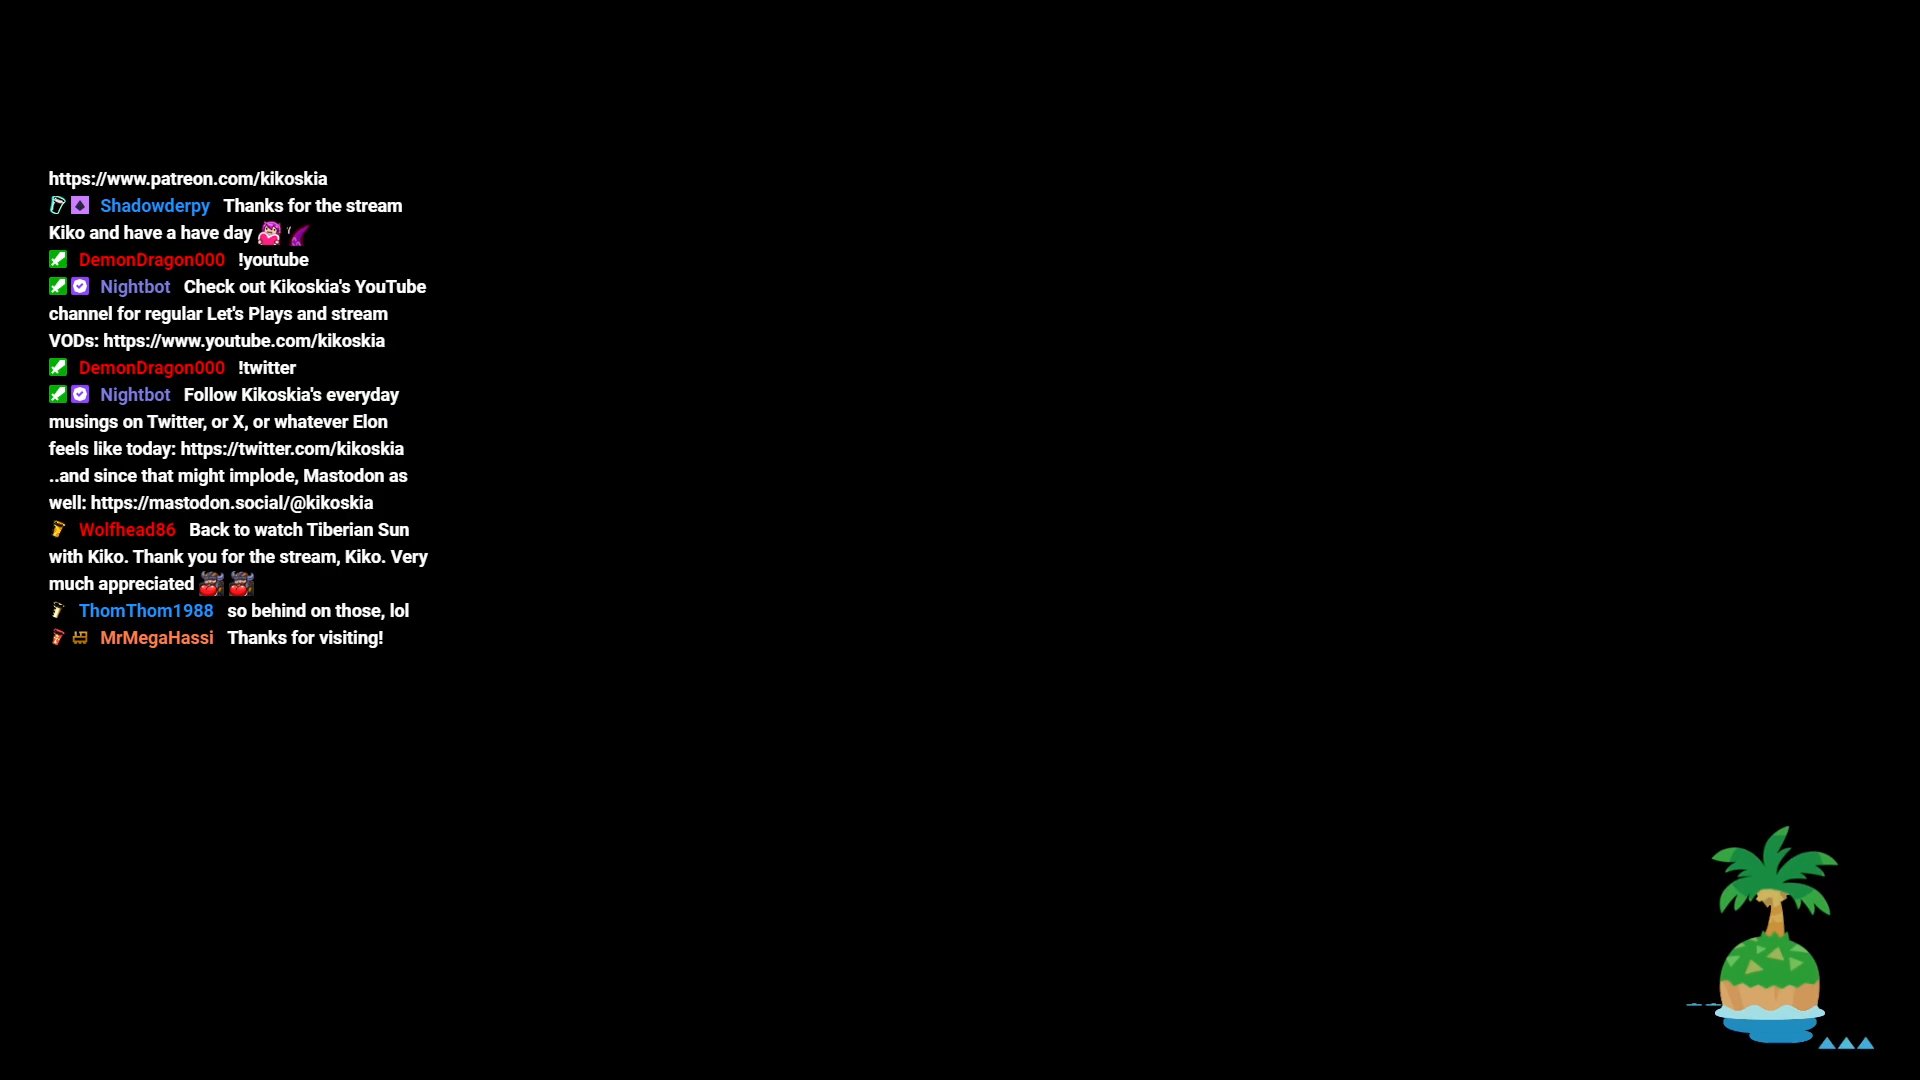 https://www.patreon.com/kikoskia
Shadowderpy Thanks for the stream
Kiko and have a have day
DemonDragon000 !youtube
Nightbot Check out Kikoskia's YouTube
channel for regular Let's Plays and stream
VODs: https://www.youtube.com/kikoskia
DemonDragon000 !twitter
Nightbot Follow Kikoskia's everyday
musings on Twitter, or X, or whatever Elon
feels like today: https://twitter.com/kikoskia
..and since that might implode, Mastodon as
well: https://mastodon.social/@kikoskia
Wolfhead86 Back to watch Tiberian Sun
with Kiko. Thank you for the stream, Kiko. Very
much appreciated
ThomThom1988 so behind on those, lol
MrMegaHassi Thanks for visiting!